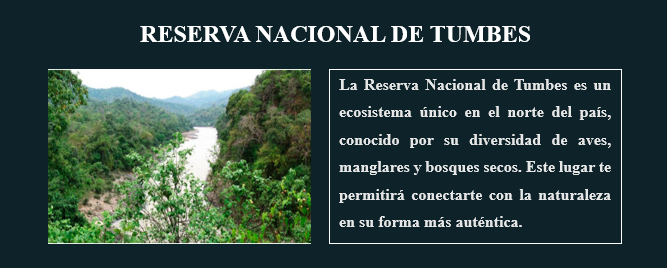 RESERVA NACIONAL DE TUMBES
La Reserva Nacional de Tumbes es un
ecosistema único en el norte del país,
conocido por su diversidad de aves,
manglares y bosques secos. Este lugar te
permitirá conectarte con la naturaleza
en su forma más auténtica.